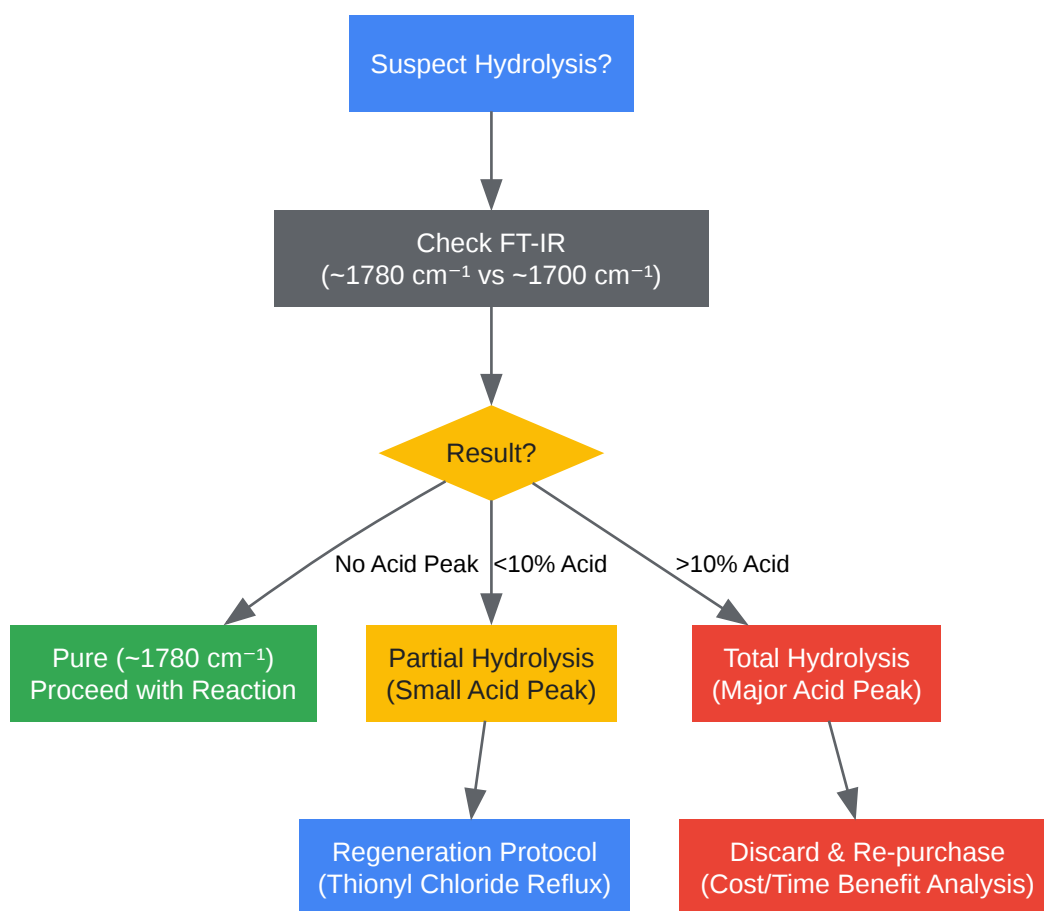 Suspect Hydrolysis?
Check FT-IR
(~1780 cm⁻¹ vs ~1700 cm⁻¹)
Result?
No Acid Peak
<10% Acid
>10% Acid
Pure (~1780 cm⁻¹)
Proceed with Reaction
Partial Hydrolysis
(Small Acid Peak)
Total Hydrolysis
(Major Acid Peak)
Regeneration Protocol
(Thionyl Chloride Reflux)
Discard & Re-purchase
(Cost/Time Benefit Analysis)